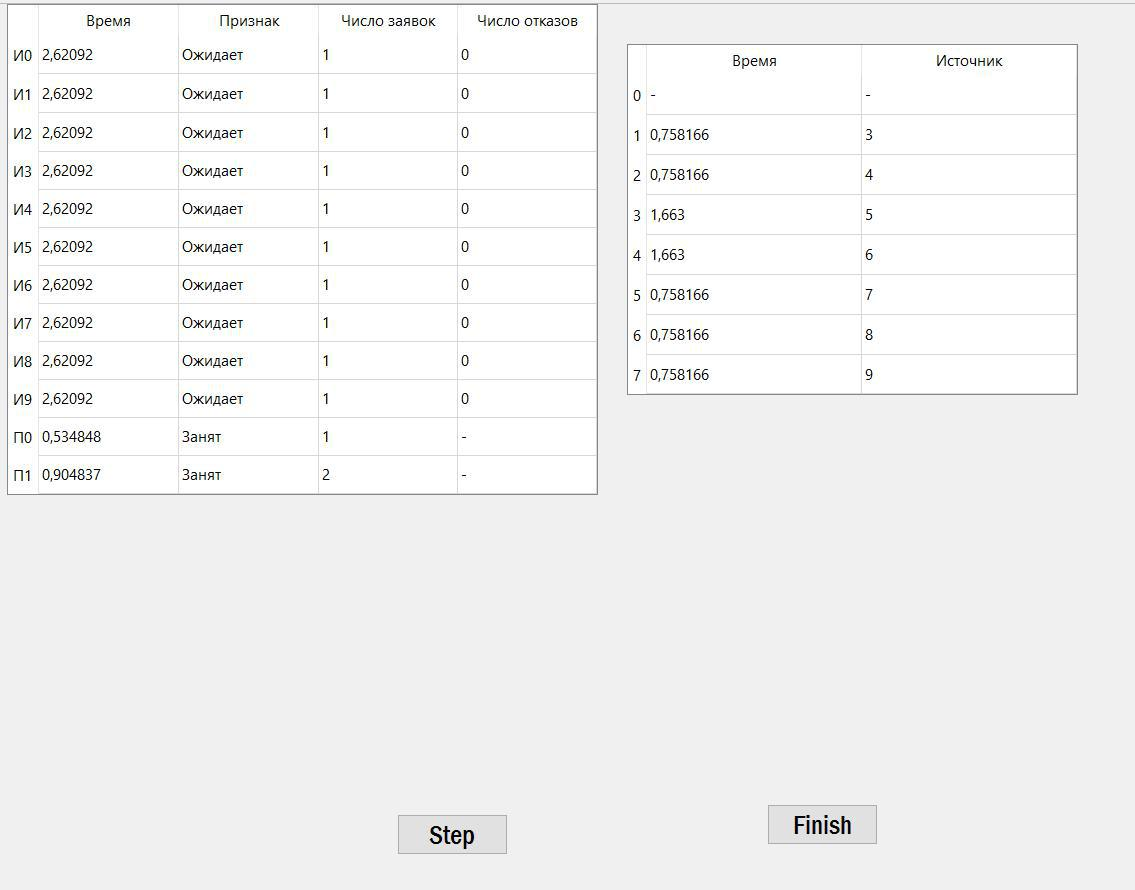 Время Признак Число заявок Число отказов
И0 2,62092 Ожидает 1 0
И1 2,62092 Ожидает 1 0
И2 2,62092 Ожидает 1 0
И3 2,62092 Ожидает 1 0
И4 2,62092 Ожидает 1 0
И5 2,62092 Ожидает 1 0
И6 2,62092 Ожидает 1 0
И7 2,62092 Ожидает 1 0
И8 2,62092 Ожидает 1 0
И9 2,62092 Ожидает 1 0
П0 0,534848 Занят 1 -
П1 0,904837 Занят 2 -
Время Источник
0 - -
1 0,758166 3
2 0,758166 4
3 1,663 5
4 1,663 6
5 0,758166 7
6 0,758166 8
7 0,758166 9
Step
Finish